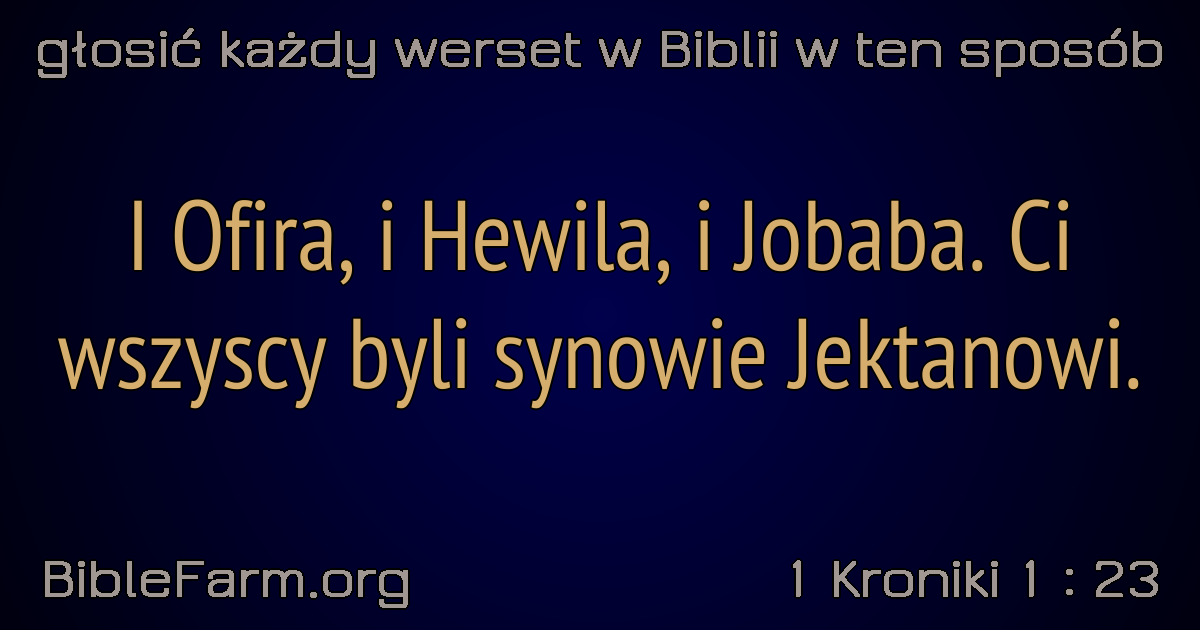 głosić każdy werset w Biblii w ten sposób
I Ofira, i Hewila, i Jobaba. Ci
wszyscy byli synowie Jektanowi.
BibleFarm.org
1 Kroniki 1 : 23